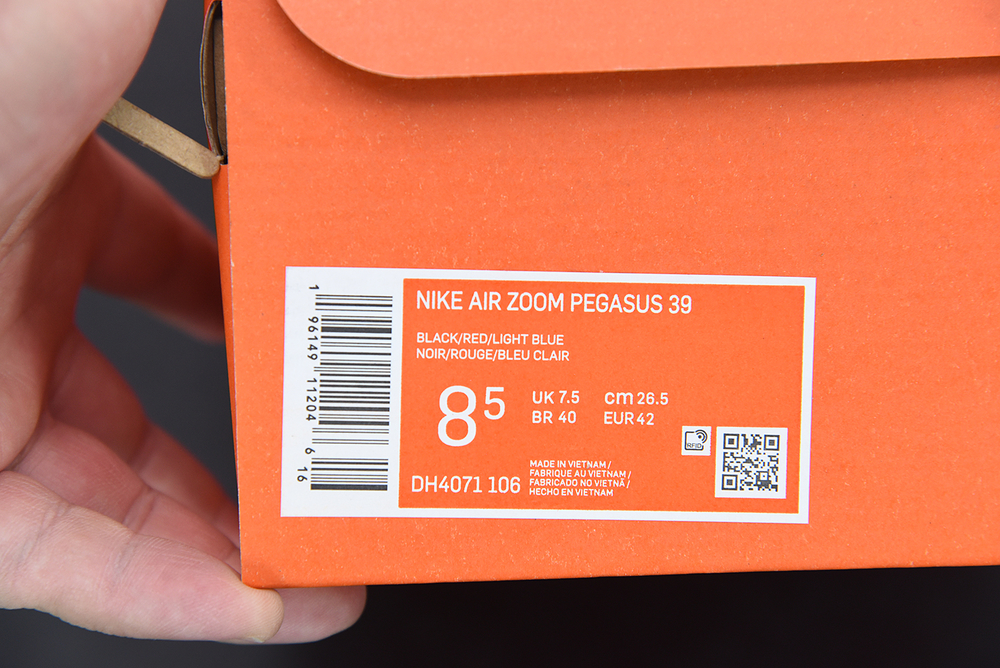 NIKE AIR ZOOM PEGASUS 39
BLACK/RED/LIGHT BLUE
NOIR/ROUGE/BLEU CLAIR
8⁵
UK 7.5 cm 26.5
BR 40 EUR 42
DH4071 106
MADE IN VIETNAM /
FABRIQUE AU VIETNAM /
FABRICADO NO VIETNÃ /
HECHO EN VIETNAM
RFID
1 96149 11204 6 16